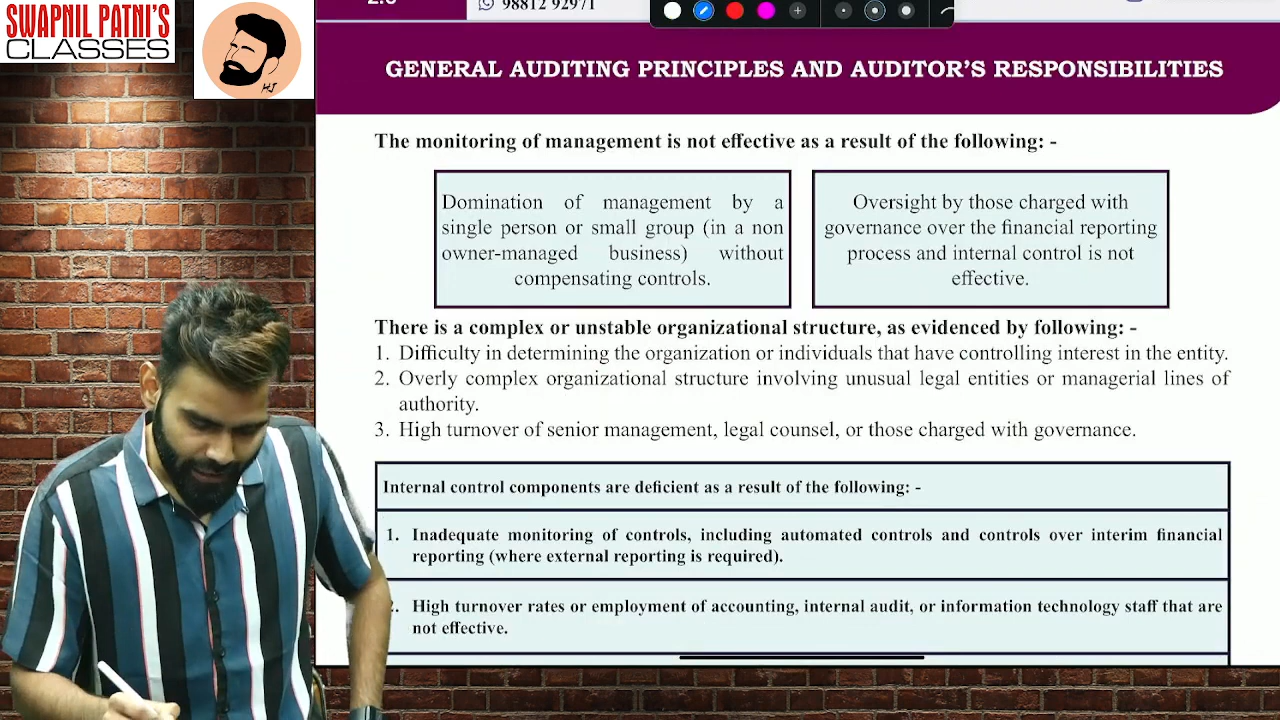 SWAPNIL PATNI'S
CLASSES
98812 92971
GENERAL AUDITING PRINCIPLES AND AUDITOR'S RESPONSIBILITIES
The monitoring of management is not effective as a result of the following: -
Domination of management by a
single person or small group (in a non
owner-managed business) without
compensating controls.
Oversight by those charged with
governance over the financial reporting
process and internal control is not
effective.
There is a complex or unstable organizational structure, as evidenced by following: -
1. Difficulty in determining the organization or individuals that have controlling interest in the entity.
2. Overly complex organizational structure involving unusual legal entities or managerial lines of
authority.
3. High turnover of senior management, legal counsel, or those charged with governance.
Internal control components are deficient as a result of the following: -
1. Inadequate monitoring of controls, including automated controls and controls over interim financial
reporting (where external reporting is required).
2. High turnover rates or employment of accounting, internal audit, or information technology staff that are
not effective.